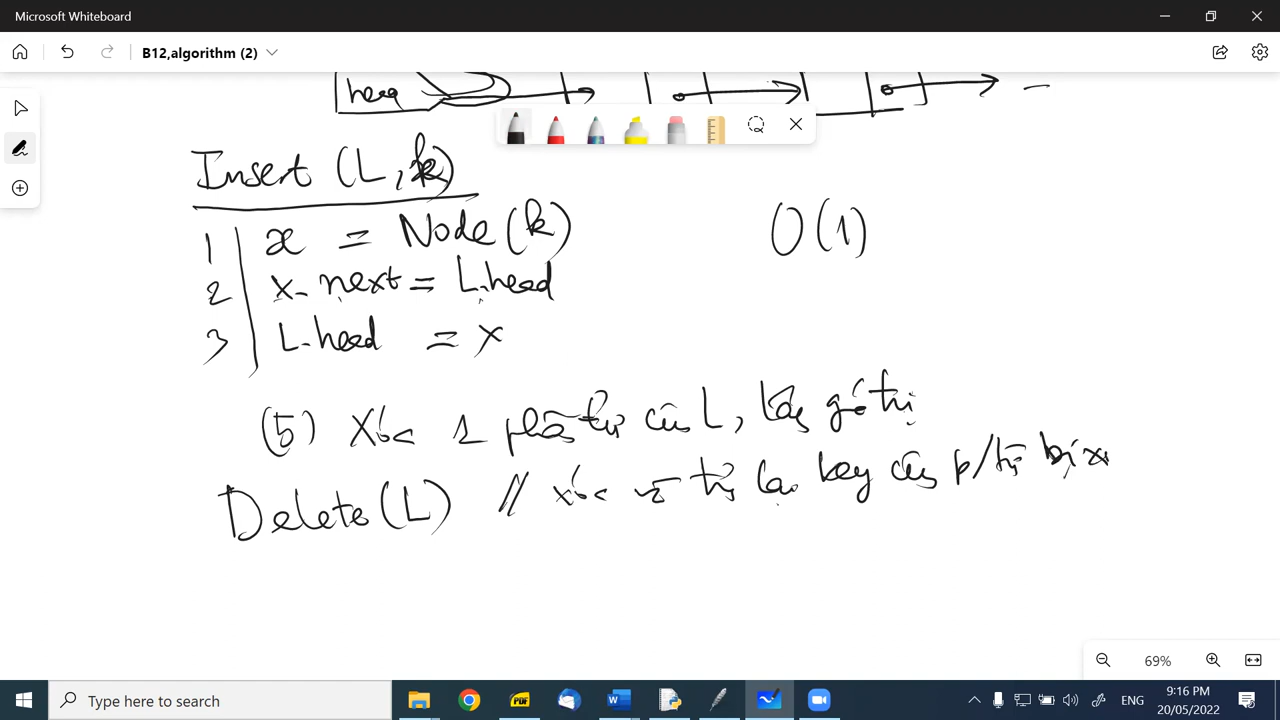 Microsoft Whiteboard
B12,algorithm (2)
head
Insert (L, k)
1 x = Node(k)
O(1)
2 x.next = L.head
3 L.head = x
(5) Xóa 1 phần tử của L, lấy giá trị
Delete(L) // xóa và trả lại key của p/tử bị xóa
69%
Type here to search
PDF
ENG
9:16 PM
20/05/2022